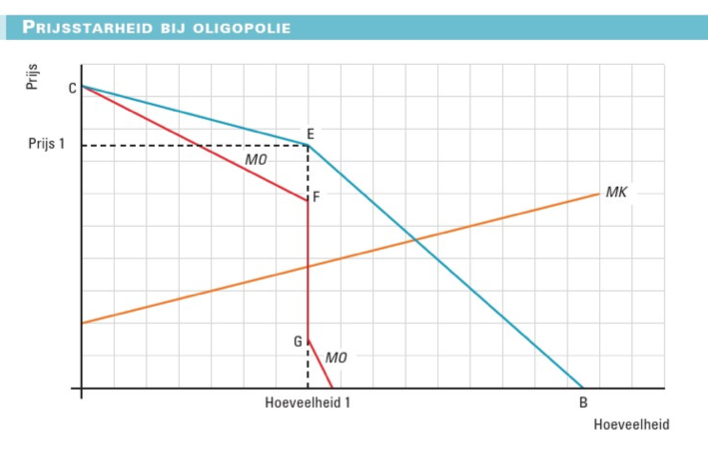 PRIJSSTARHEID BIJ OLIGOPOLIE
Prijs
C
E
Prijs 1
MO
F
MK
G
MO
Hoeveelheid 1
B
Hoeveelheid